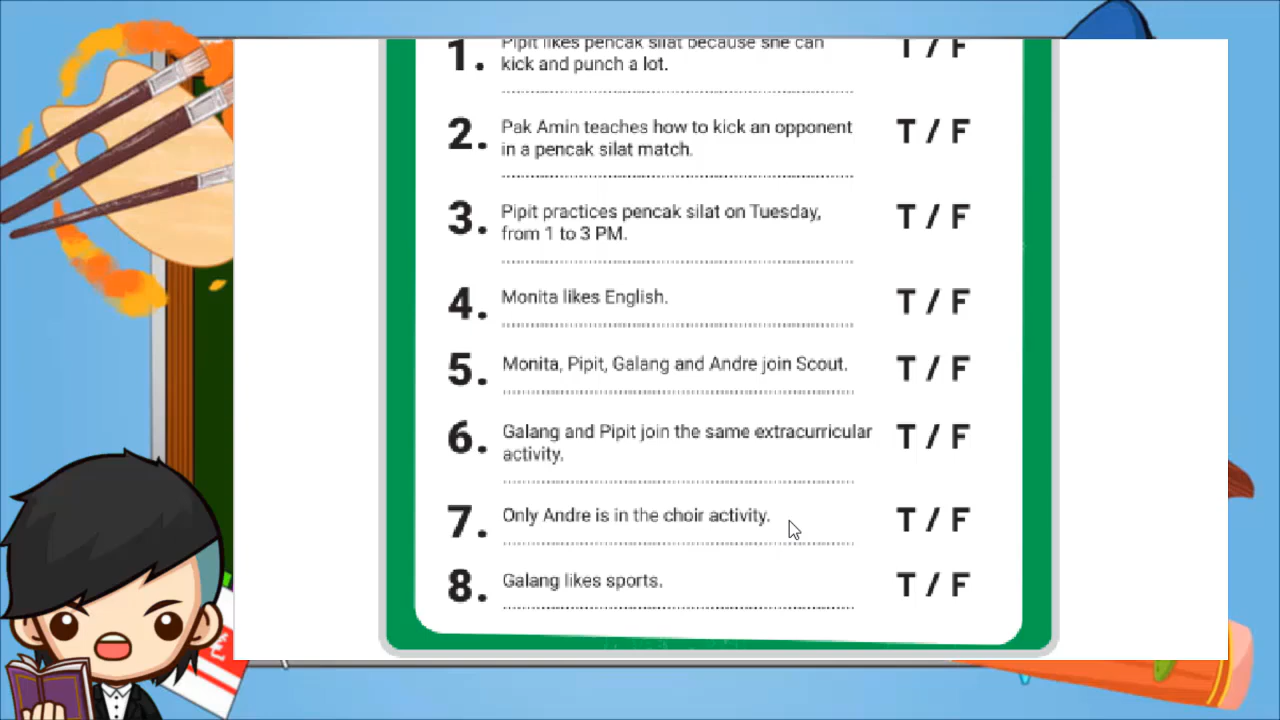 1. Pipit likes pencak silat because she can T / F
kick and punch a lot.
2. Pak Amin teaches how to kick an opponent T / F
in a pencak silat match.
3. Pipit practices pencak silat on Tuesday, T / F
from 1 to 3 PM.
4. Monita likes English. T / F
5. Monita, Pipit, Galang and Andre join Scout. T / F
6. Galang and Pipit join the same extracurricular T / F
activity.
7. Only Andre is in the choir activity. T / F
8. Galang likes sports. T / F